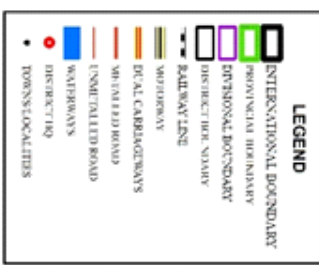 LEGEND
INTERNATIONAL BOUNDARY
PROVINCIAL BOUNDARY
DIVISIONAL BOUNDARY
DISTRICT BOUNDARY
RAILWAY LINE
MOTORWAY
DUAL CARRIAGEWAYS
METALLED ROAD
UNMETALLED ROAD
WATERWAYS
DISTRICT HQ
TOWNS/LOCALITIES